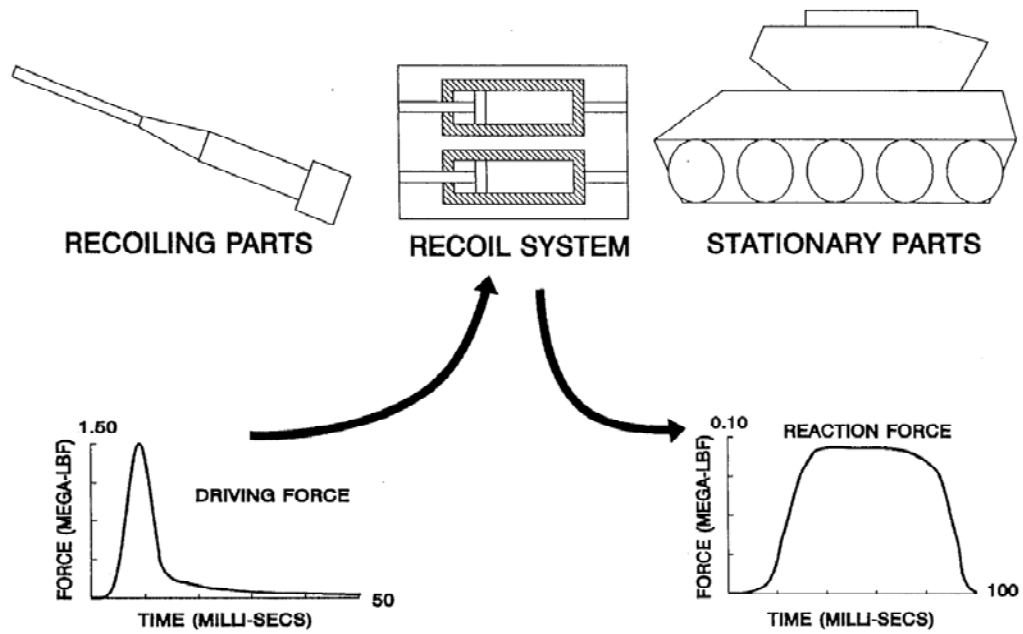 RECOILING PARTS
RECOIL SYSTEM
STATIONARY PARTS
1.50
FORCE (MEGA-LBF)
DRIVING FORCE
50
TIME (MILLI-SECS)
0.10
FORCE (MEGA-LBF)
REACTION FORCE
100
TIME (MILLI-SECS)